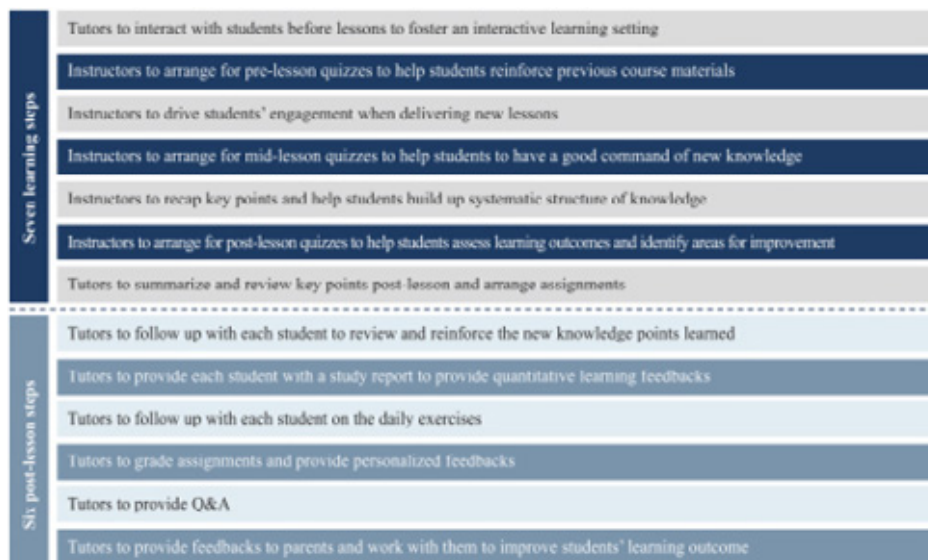 Seven learning steps
Tutors to interact with students before lessons to foster an interactive learning setting
Instructors to arrange for pre-lesson quizzes to help students reinforce previous course materials
Instructors to drive students' engagement when delivering new lessons
Instructors to arrange for mid-lesson quizzes to help students to have a good command of new knowledge
Instructors to recap key points and help students build up systematic structure of knowledge
Instructors to arrange for post-lesson quizzes to help students assess learning outcomes and identify areas for improvement
Tutors to summarize and review key points post-lesson and arrange assignments
Six post-lesson steps
Tutors to follow up with each student to review and reinforce the new knowledge points learned
Tutors to provide each student with a study report to provide quantitative learning feedbacks
Tutors to follow up with each student on the daily exercises
Tutors to grade assignments and provide personalized feedbacks
Tutors to provide Q&A
Tutors to provide feedbacks to parents and work with them to improve students' learning outcome